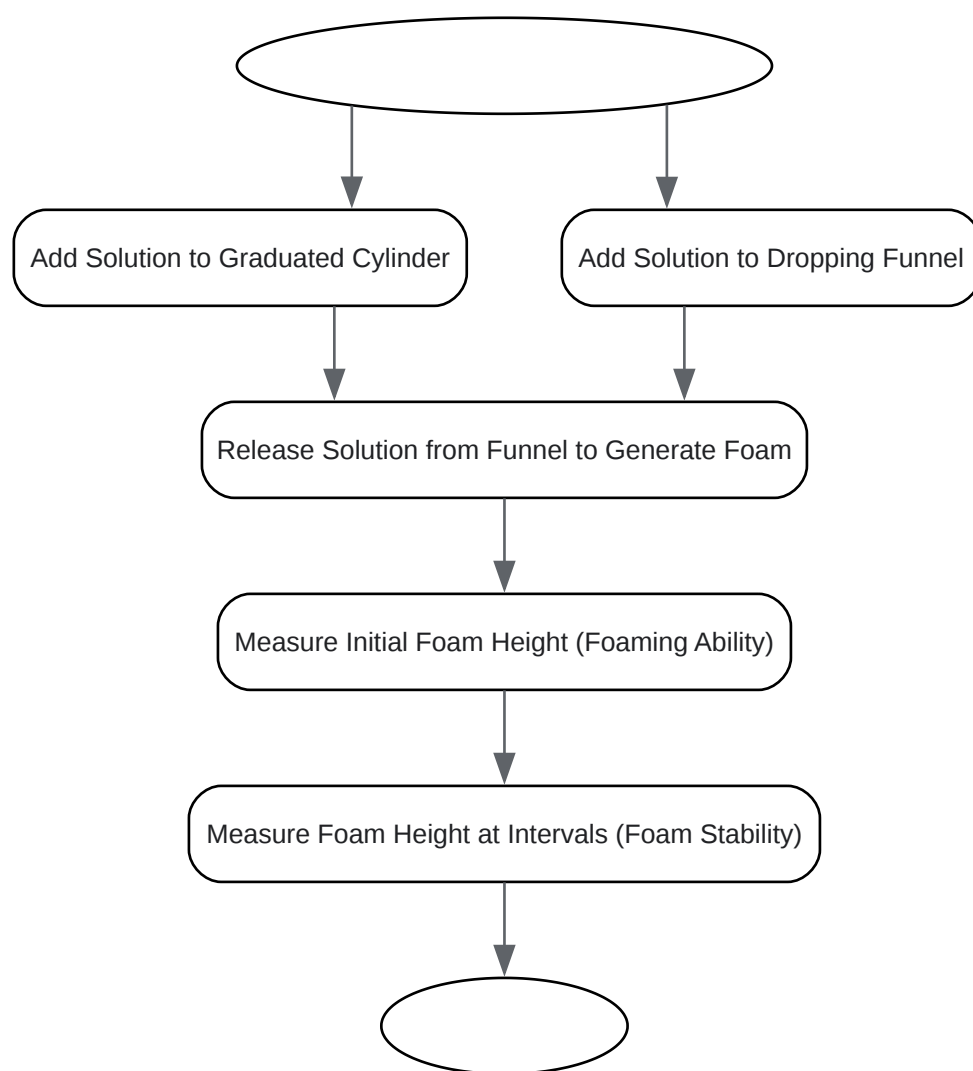 Add Solution to Graduated Cylinder
Add Solution to Dropping Funnel
Release Solution from Funnel to Generate Foam
Measure Initial Foam Height (Foaming Ability)
Measure Foam Height at Intervals (Foam Stability)